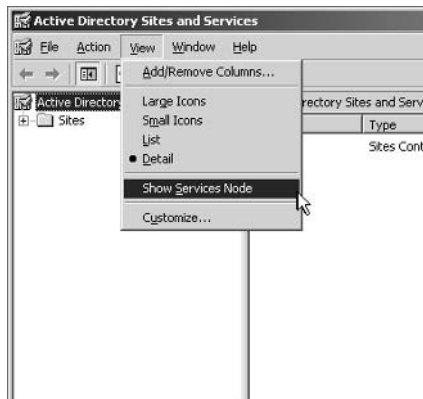 Active Directory Sites and Services
File Action View Window Help
Add/Remove Columns...
Active Directory
rectory Sites and Serv
Large Icons
Sites
Small Icons
Type
List
Sites Cont
Detail
Show Services Node
Customize...